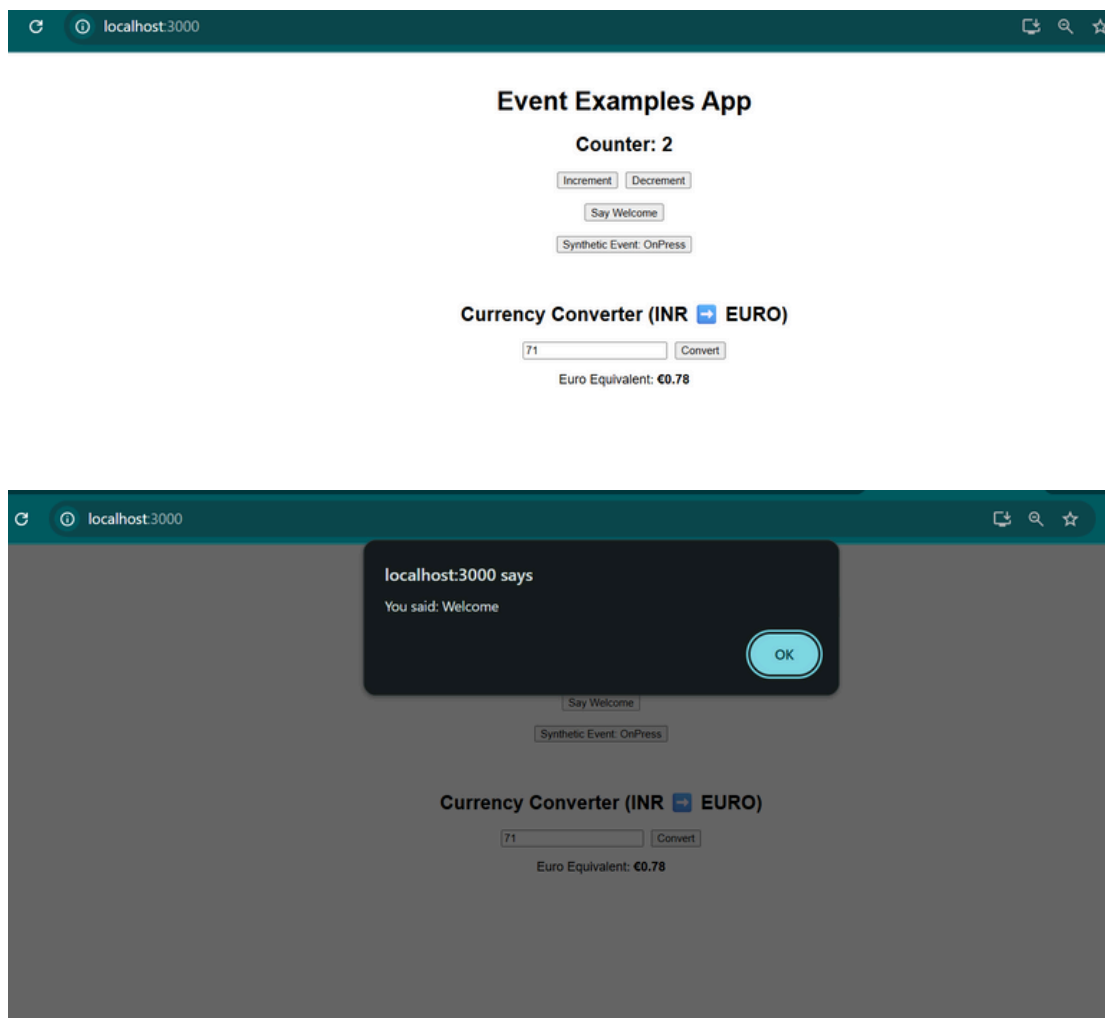 localhost:3000
Event Examples App
Counter: 2
Increment Decrement
Say Welcome
Synthetic Event: OnPress
Currency Converter (INR ➡️ EURO)
71 Convert
Euro Equivalent: €0.78
localhost:3000
localhost:3000 says
You said: Welcome
OK
Say Welcome
Synthetic Event: OnPress
Currency Converter (INR ➡️ EURO)
71 Convert
Euro Equivalent: €0.78